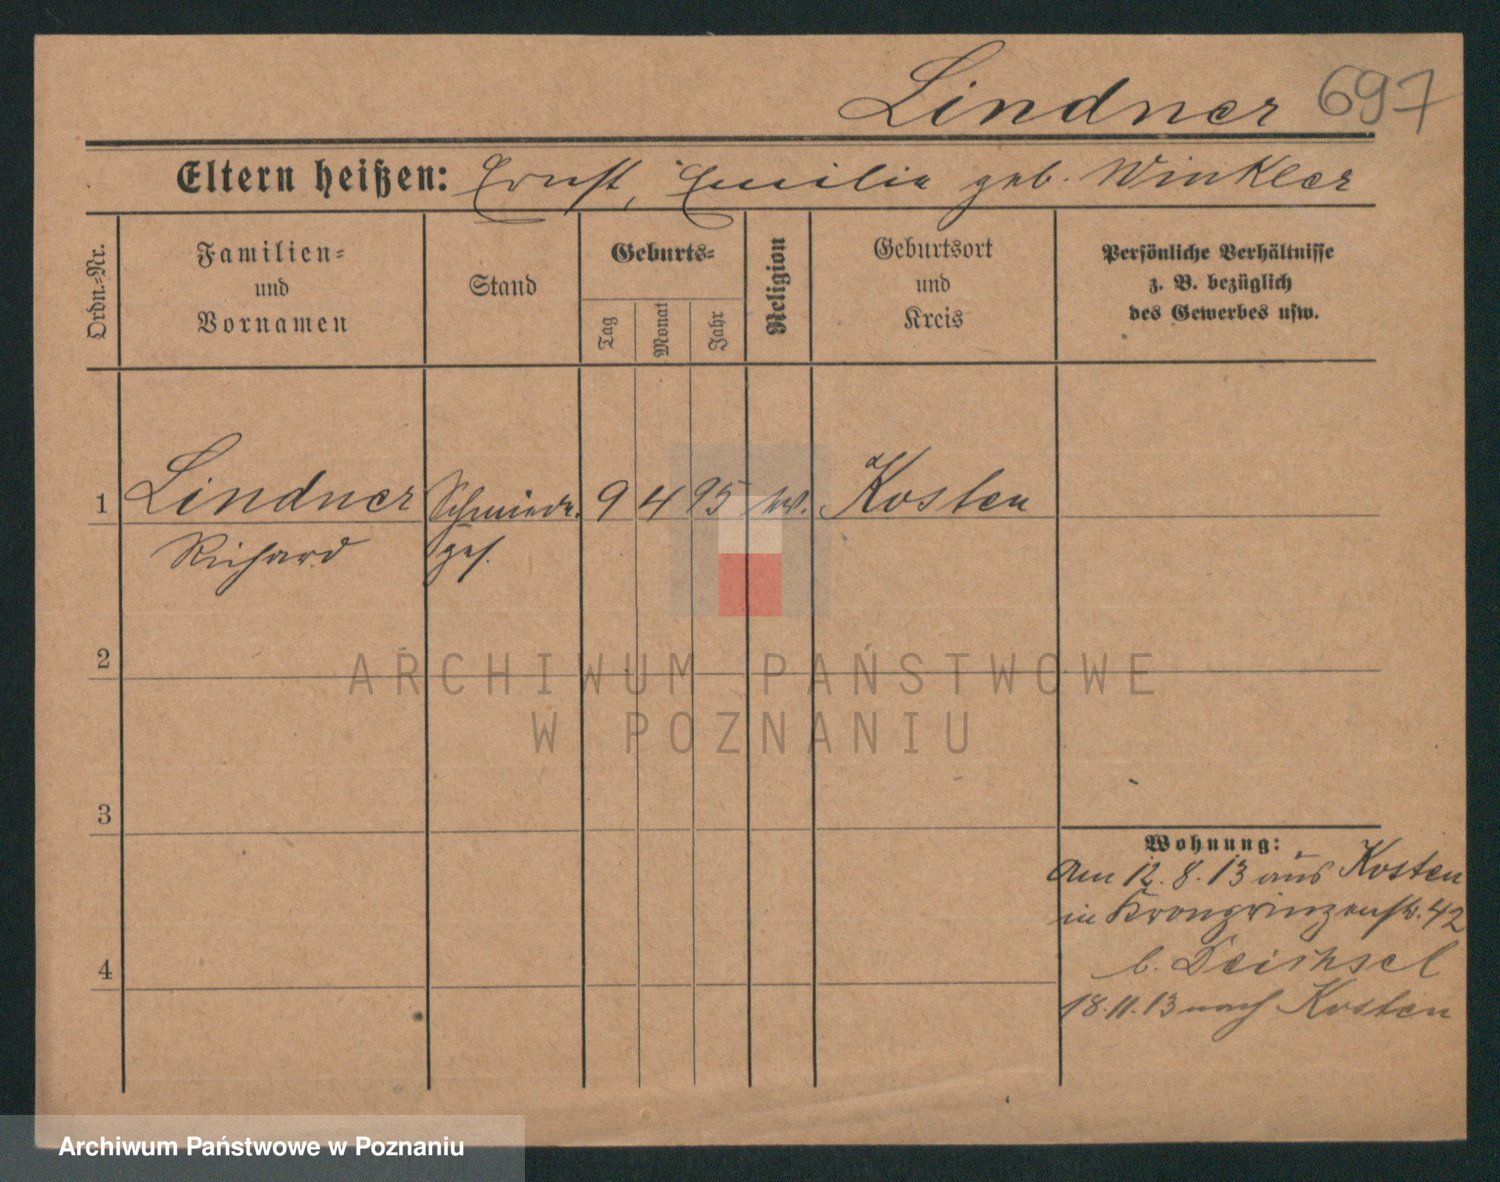 Lindner 697
Eltern heißen: Ernst, Emilie geb. Winkler
Ordn.=Nr.
Familien=
und
Vornamen
Stand
Geburts=
Tag
Monat
Jahr
Religion
Geburtsort
und
Kreis
Persönliche Verhältnisse
z. B. bezüglich
des Gewerbes usw.
1 Lindner Schmiede. 9 4 95 Kosten
Richard ges.
2
3
4
Wohnung:
Am 12.8.13 aus Kosten
in Kronprinzenstr. 42
b. Deichsel
18.11.13 nach Kosten
ARCHIWUM PAŃSTWOWE
W POZNANIU
Archiwum Państwowe w Poznaniu